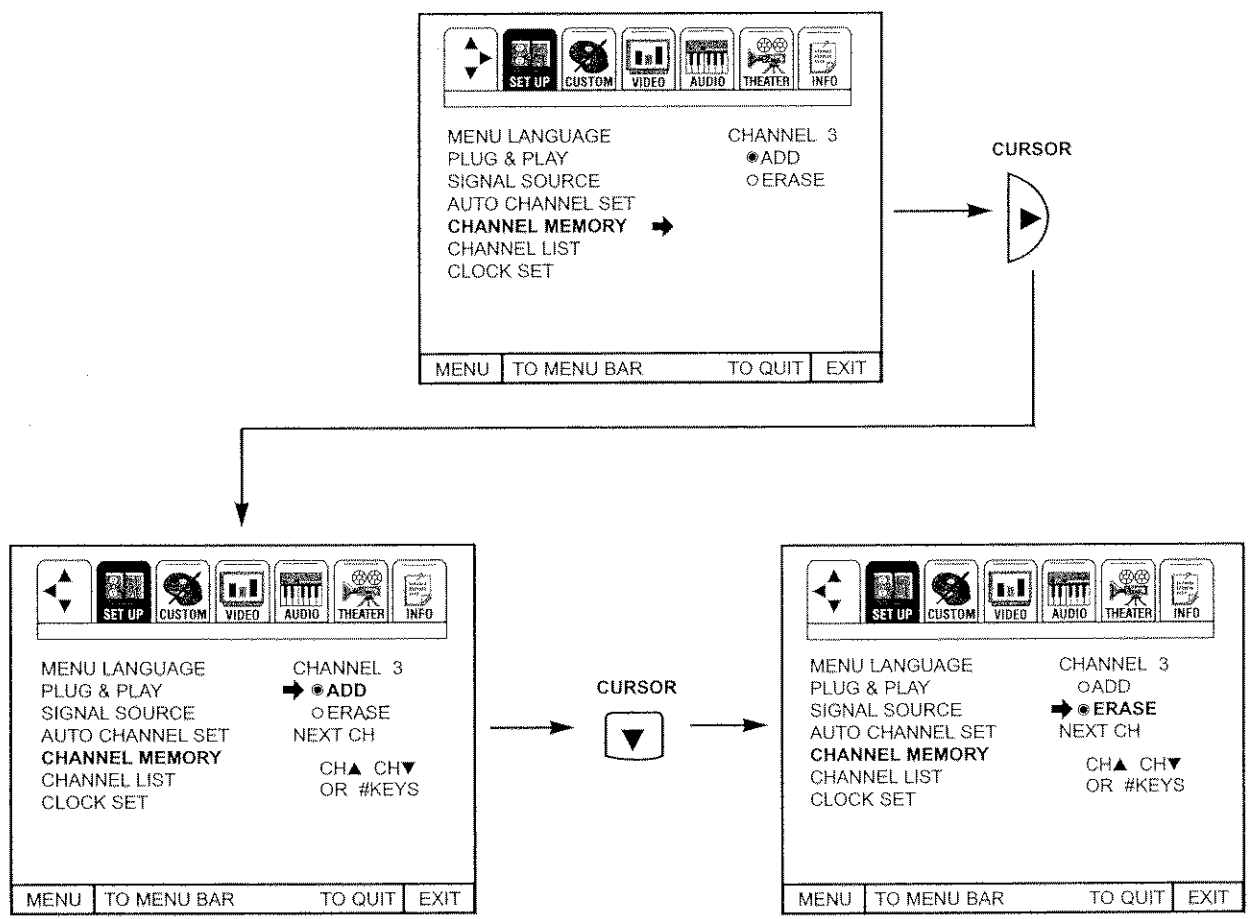 SET UP CUSTOM VIDEO AUDIO THEATER INFO
MENU LANGUAGE CHANNEL 3
PLUG & PLAY ◉ADD
SIGNAL SOURCE ○ERASE
AUTO CHANNEL SET
CHANNEL MEMORY
CHANNEL LIST
CLOCK SET
MENU TO MENU BAR TO QUIT EXIT
CURSOR
SET UP CUSTOM VIDEO AUDIO THEATER INFO
MENU LANGUAGE CHANNEL 3
PLUG & PLAY ◉ADD
SIGNAL SOURCE ○ERASE
AUTO CHANNEL SET NEXT CH
CHANNEL MEMORY
CH▲ CH▼
CHANNEL LIST
OR #KEYS
CLOCK SET
MENU TO MENU BAR TO QUIT EXIT
CURSOR
SET UP CUSTOM VIDEO AUDIO THEATER INFO
MENU LANGUAGE CHANNEL 3
PLUG & PLAY ○ADD
SIGNAL SOURCE ◉ERASE
AUTO CHANNEL SET NEXT CH
CHANNEL MEMORY
CH▲ CH▼
CHANNEL LIST
OR #KEYS
CLOCK SET
MENU TO MENU BAR TO QUIT EXIT